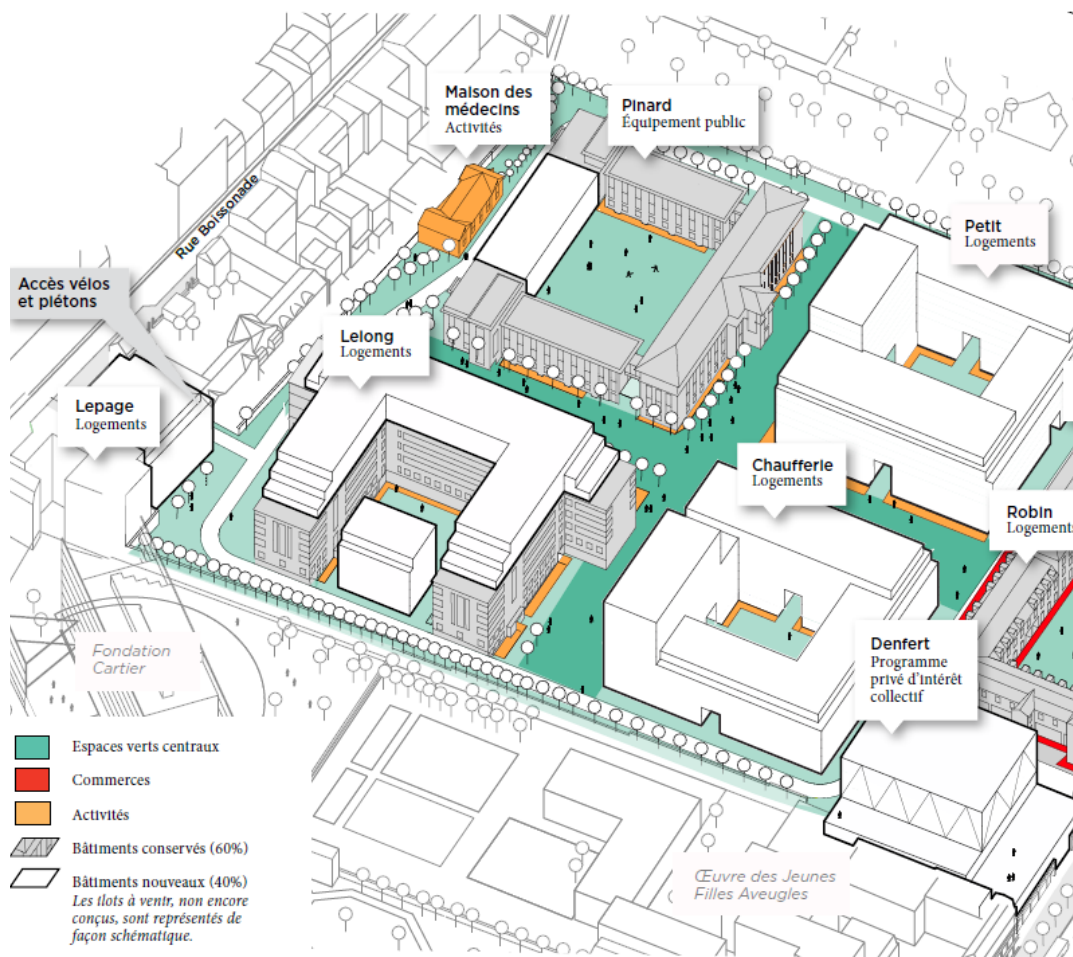 Maison des
médecins
Activités
Pinard
Équipement public
Rue Boissonade
Petit
Logements
Accès vélos
et piétons
Lelong
Logements
Lepage
Logements
Chaufferie
Logements
Robin
Logements
Denfert
Programme
privé d'intérêt
collectif
Fondation
Cartier
Espaces verts centraux
Commerces
Activités
Bâtiments conservés (60%)
Bâtiments nouveaux (40%)
Les îlots à venir, non encore
conçus, sont représentés de
façon schématique.
Œuvre des Jeunes
Filles Aveugles